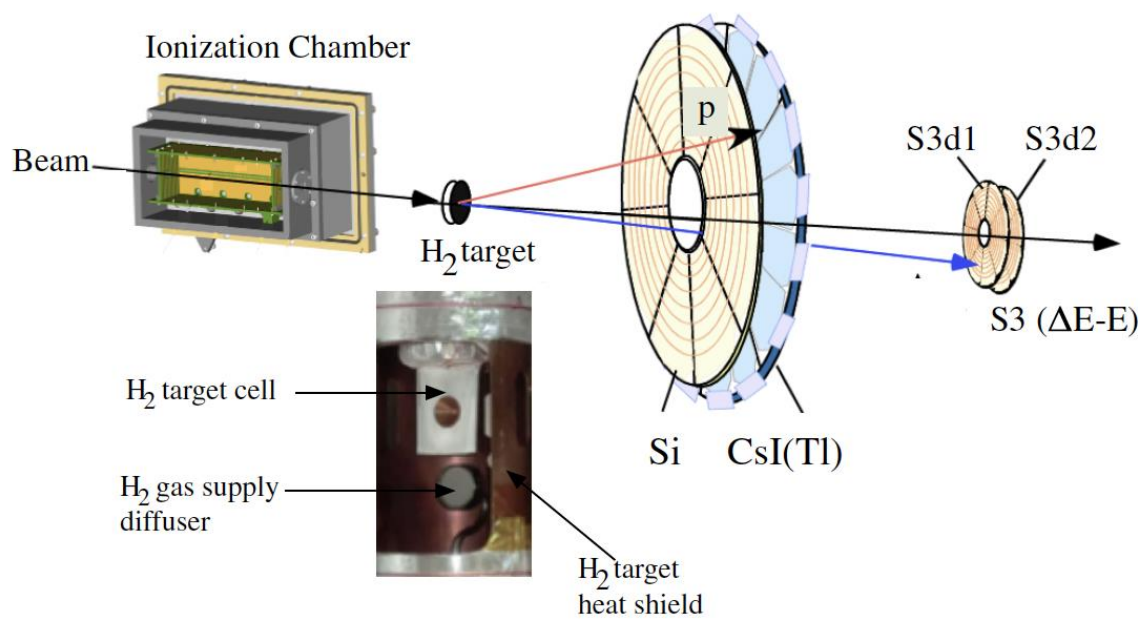 Ionization Chamber
Beam
H2 target
p
S3d1
S3d2
S3 (ΔE-E)
Si
CsI(Tl)
H2 target cell
H2 gas supply
diffuser
H2 target
heat shield